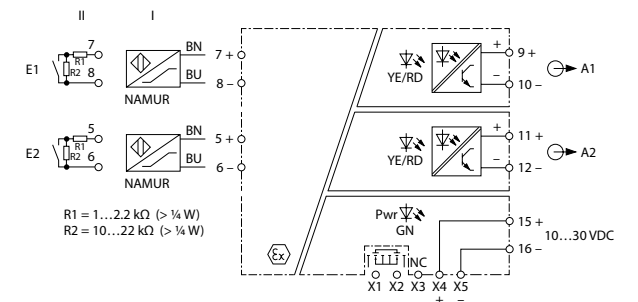 II I
E1 7 8 R1 R2 NAMUR BN BU 7 + 8 –
YE/RD + – 9 + 10 – A1
E2 5 6 R1 R2 NAMUR BN BU 5 + 6 –
YE/RD + – 11 + 12 – A2
R1 = 1…2.2 kΩ (> ¼ W)
R2 = 10…22 kΩ (> ¼ W)
Pwr GN
15 +
10…30 VDC
16 –
εx
NC
X1 X2 X3 X4 X5
+ –